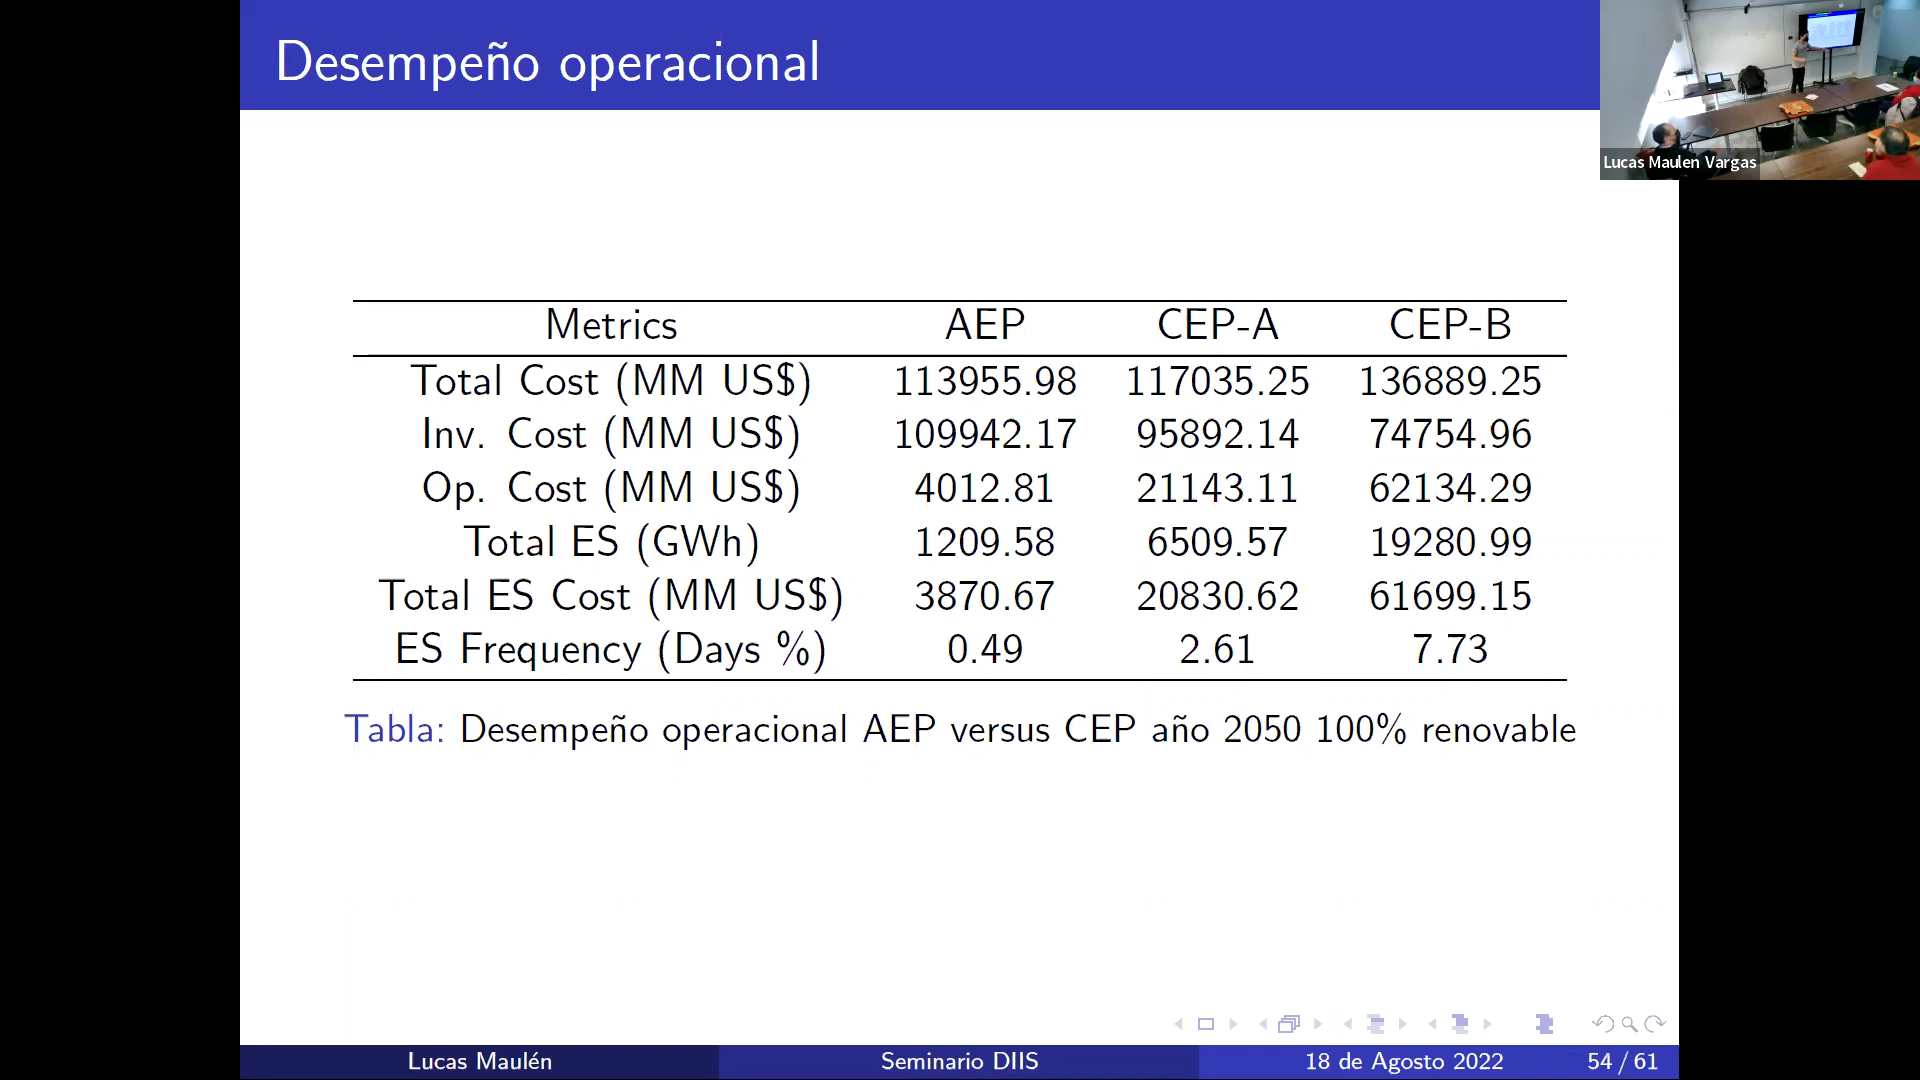 Desempeño operacional
Lucas Maulen Vargas
Metrics AEP CEP-A CEP-B
Total Cost (MM US$) 113955.98 117035.25 136889.25
Inv. Cost (MM US$) 109942.17 95892.14 74754.96
Op. Cost (MM US$) 4012.81 21143.11 62134.29
Total ES (GWh) 1209.58 6509.57 19280.99
Total ES Cost (MM US$) 3870.67 20830.62 61699.15
ES Frequency (Days %) 0.49 2.61 7.73
Tabla: Desempeño operacional AEP versus CEP año 2050 100% renovable
Lucas Maulén Seminario DIIS 18 de Agosto 2022 54 / 61